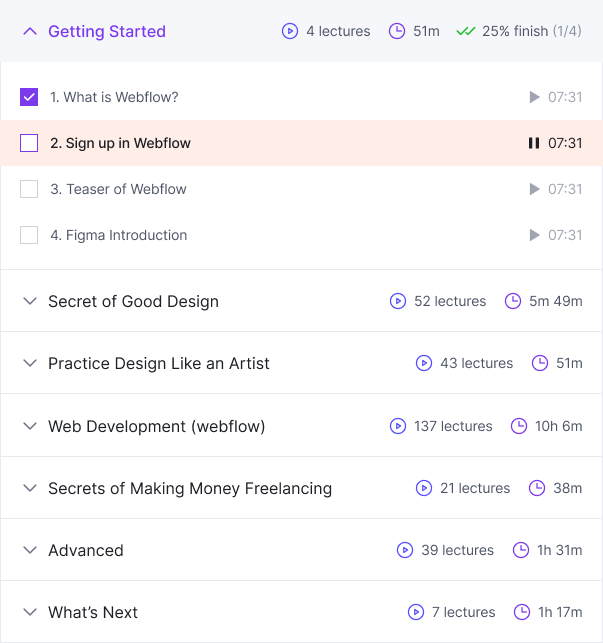 Getting Started 4 lectures 51m 25% finish (1/4)
1. What is Webflow? 07:31
2. Sign up in Webflow 07:31
3. Teaser of Webflow 07:31
4. Figma Introduction 07:31
Secret of Good Design 52 lectures 5m 49m
Practice Design Like an Artist 43 lectures 51m
Web Development (webflow) 137 lectures 10h 6m
Secrets of Making Money Freelancing 21 lectures 38m
Advanced 39 lectures 1h 31m
What’s Next 7 lectures 1h 17m